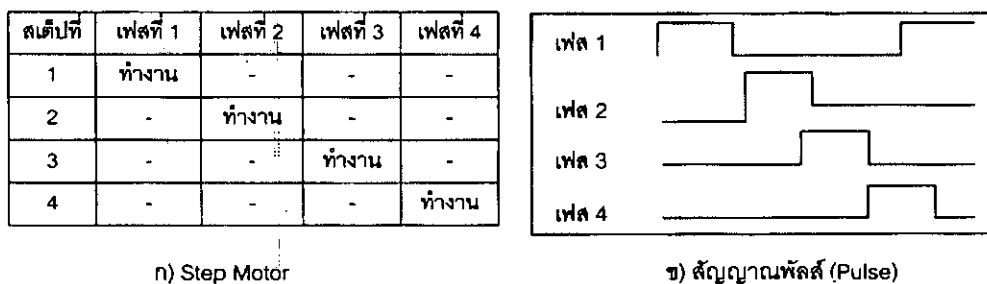 สเต็ปที่ เฟสที่ 1 เฟสที่ 2 เฟสที่ 3 เฟสที่ 4
1 ทำงาน - - -
2 - ทำงาน - -
3 - - ทำงาน -
4 - - - ทำงาน
ก) Step Motor
เฟส 1
เฟส 2
เฟส 3
เฟส 4
ข) สัญญาณพัลส์ (Pulse)